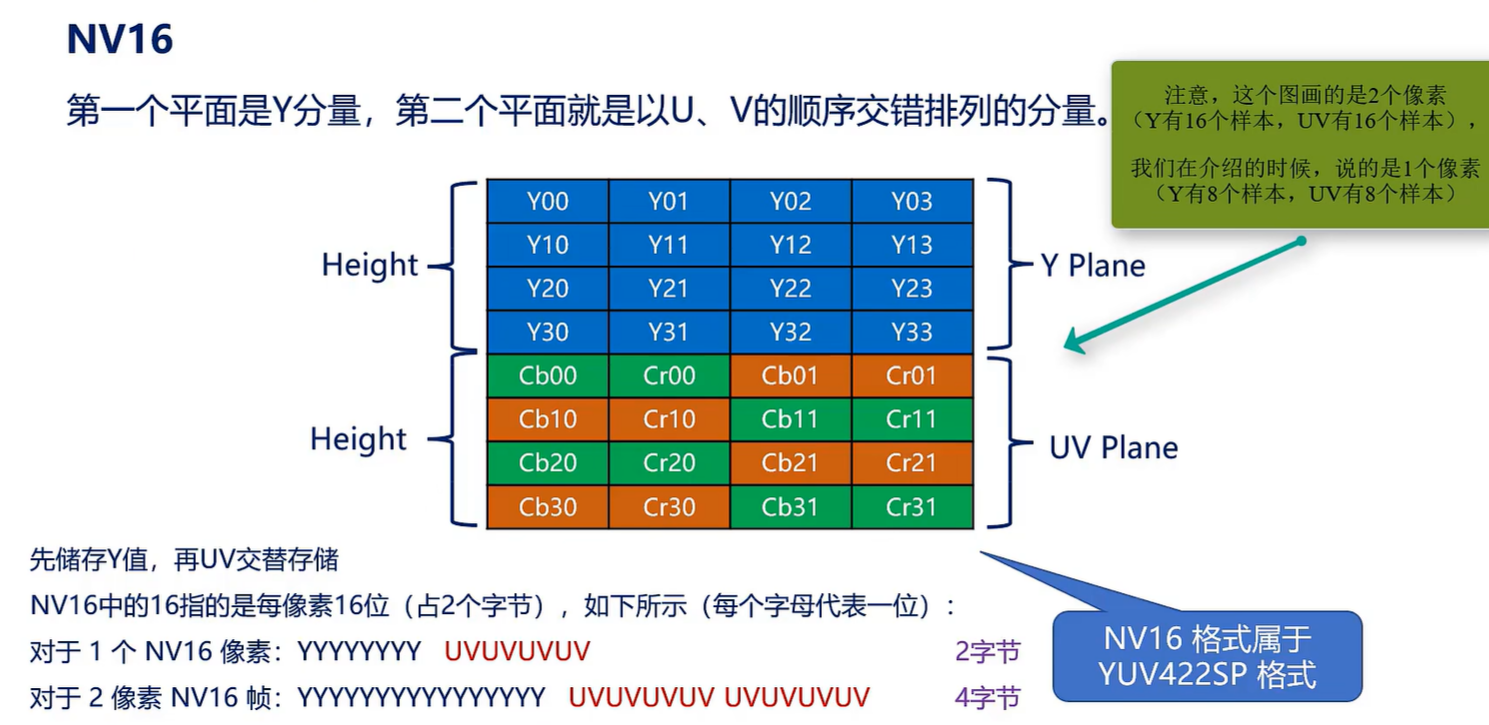 NV16
第一个平面是Y分量，第二个平面就是以U、V的顺序交错排列的分量。
注意，这个图画的是2个像素
（Y有16个样本，UV有16个样本），
我们在介绍的时候，说的是1个像素
（Y有8个样本，UV有8个样本）
Height
Y00 Y01 Y02 Y03
Y10 Y11 Y12 Y13
Y20 Y21 Y22 Y23
Y30 Y31 Y32 Y33
Y Plane
Height
Cb00 Cr00 Cb01 Cr01
Cb10 Cr10 Cb11 Cr11
Cb20 Cr20 Cb21 Cr21
Cb30 Cr30 Cb31 Cr31
UV Plane
先储存Y值，再UV交替存储
NV16中的16指的是每像素16位（占2个字节），如下所示（每个字母代表一位）：
对于 1 个 NV16 像素：YYYYYYYY UVUVUVUV 2字节
对于 2 像素 NV16 帧：YYYYYYYYYYYYYYYY UVUVUVUV UVUVUVUV 4字节
NV16 格式属于
YUV422SP 格式